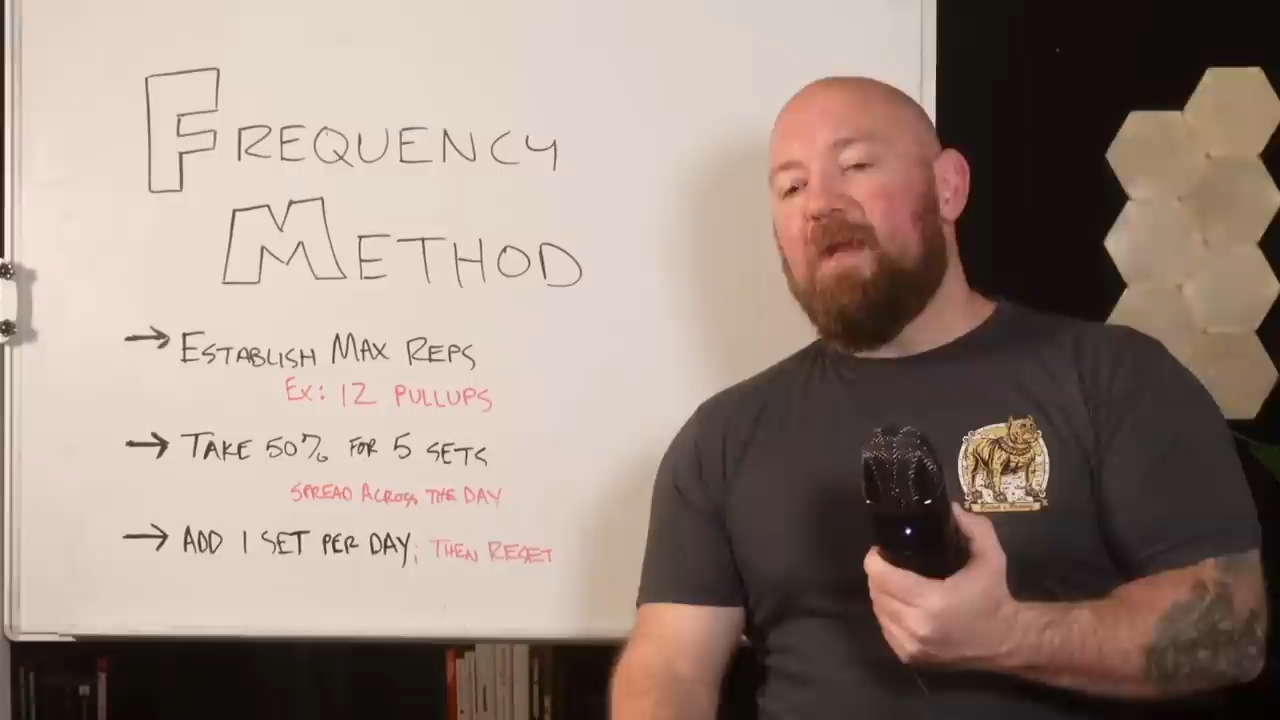 FREQUENCY
METHOD
→ ESTABLISH MAX REPS
EX: 12 PULLUPS
→ TAKE 50% FOR 5 SETS
SPREAD ACROSS THE DAY
→ ADD 1 SET PER DAY; THEN RESET